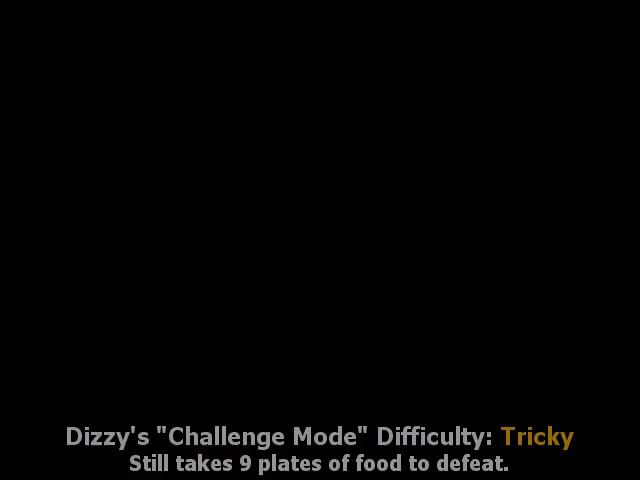 Dizzy's "Challenge Mode" Difficulty: Tricky
Still takes 9 plates of food to defeat.